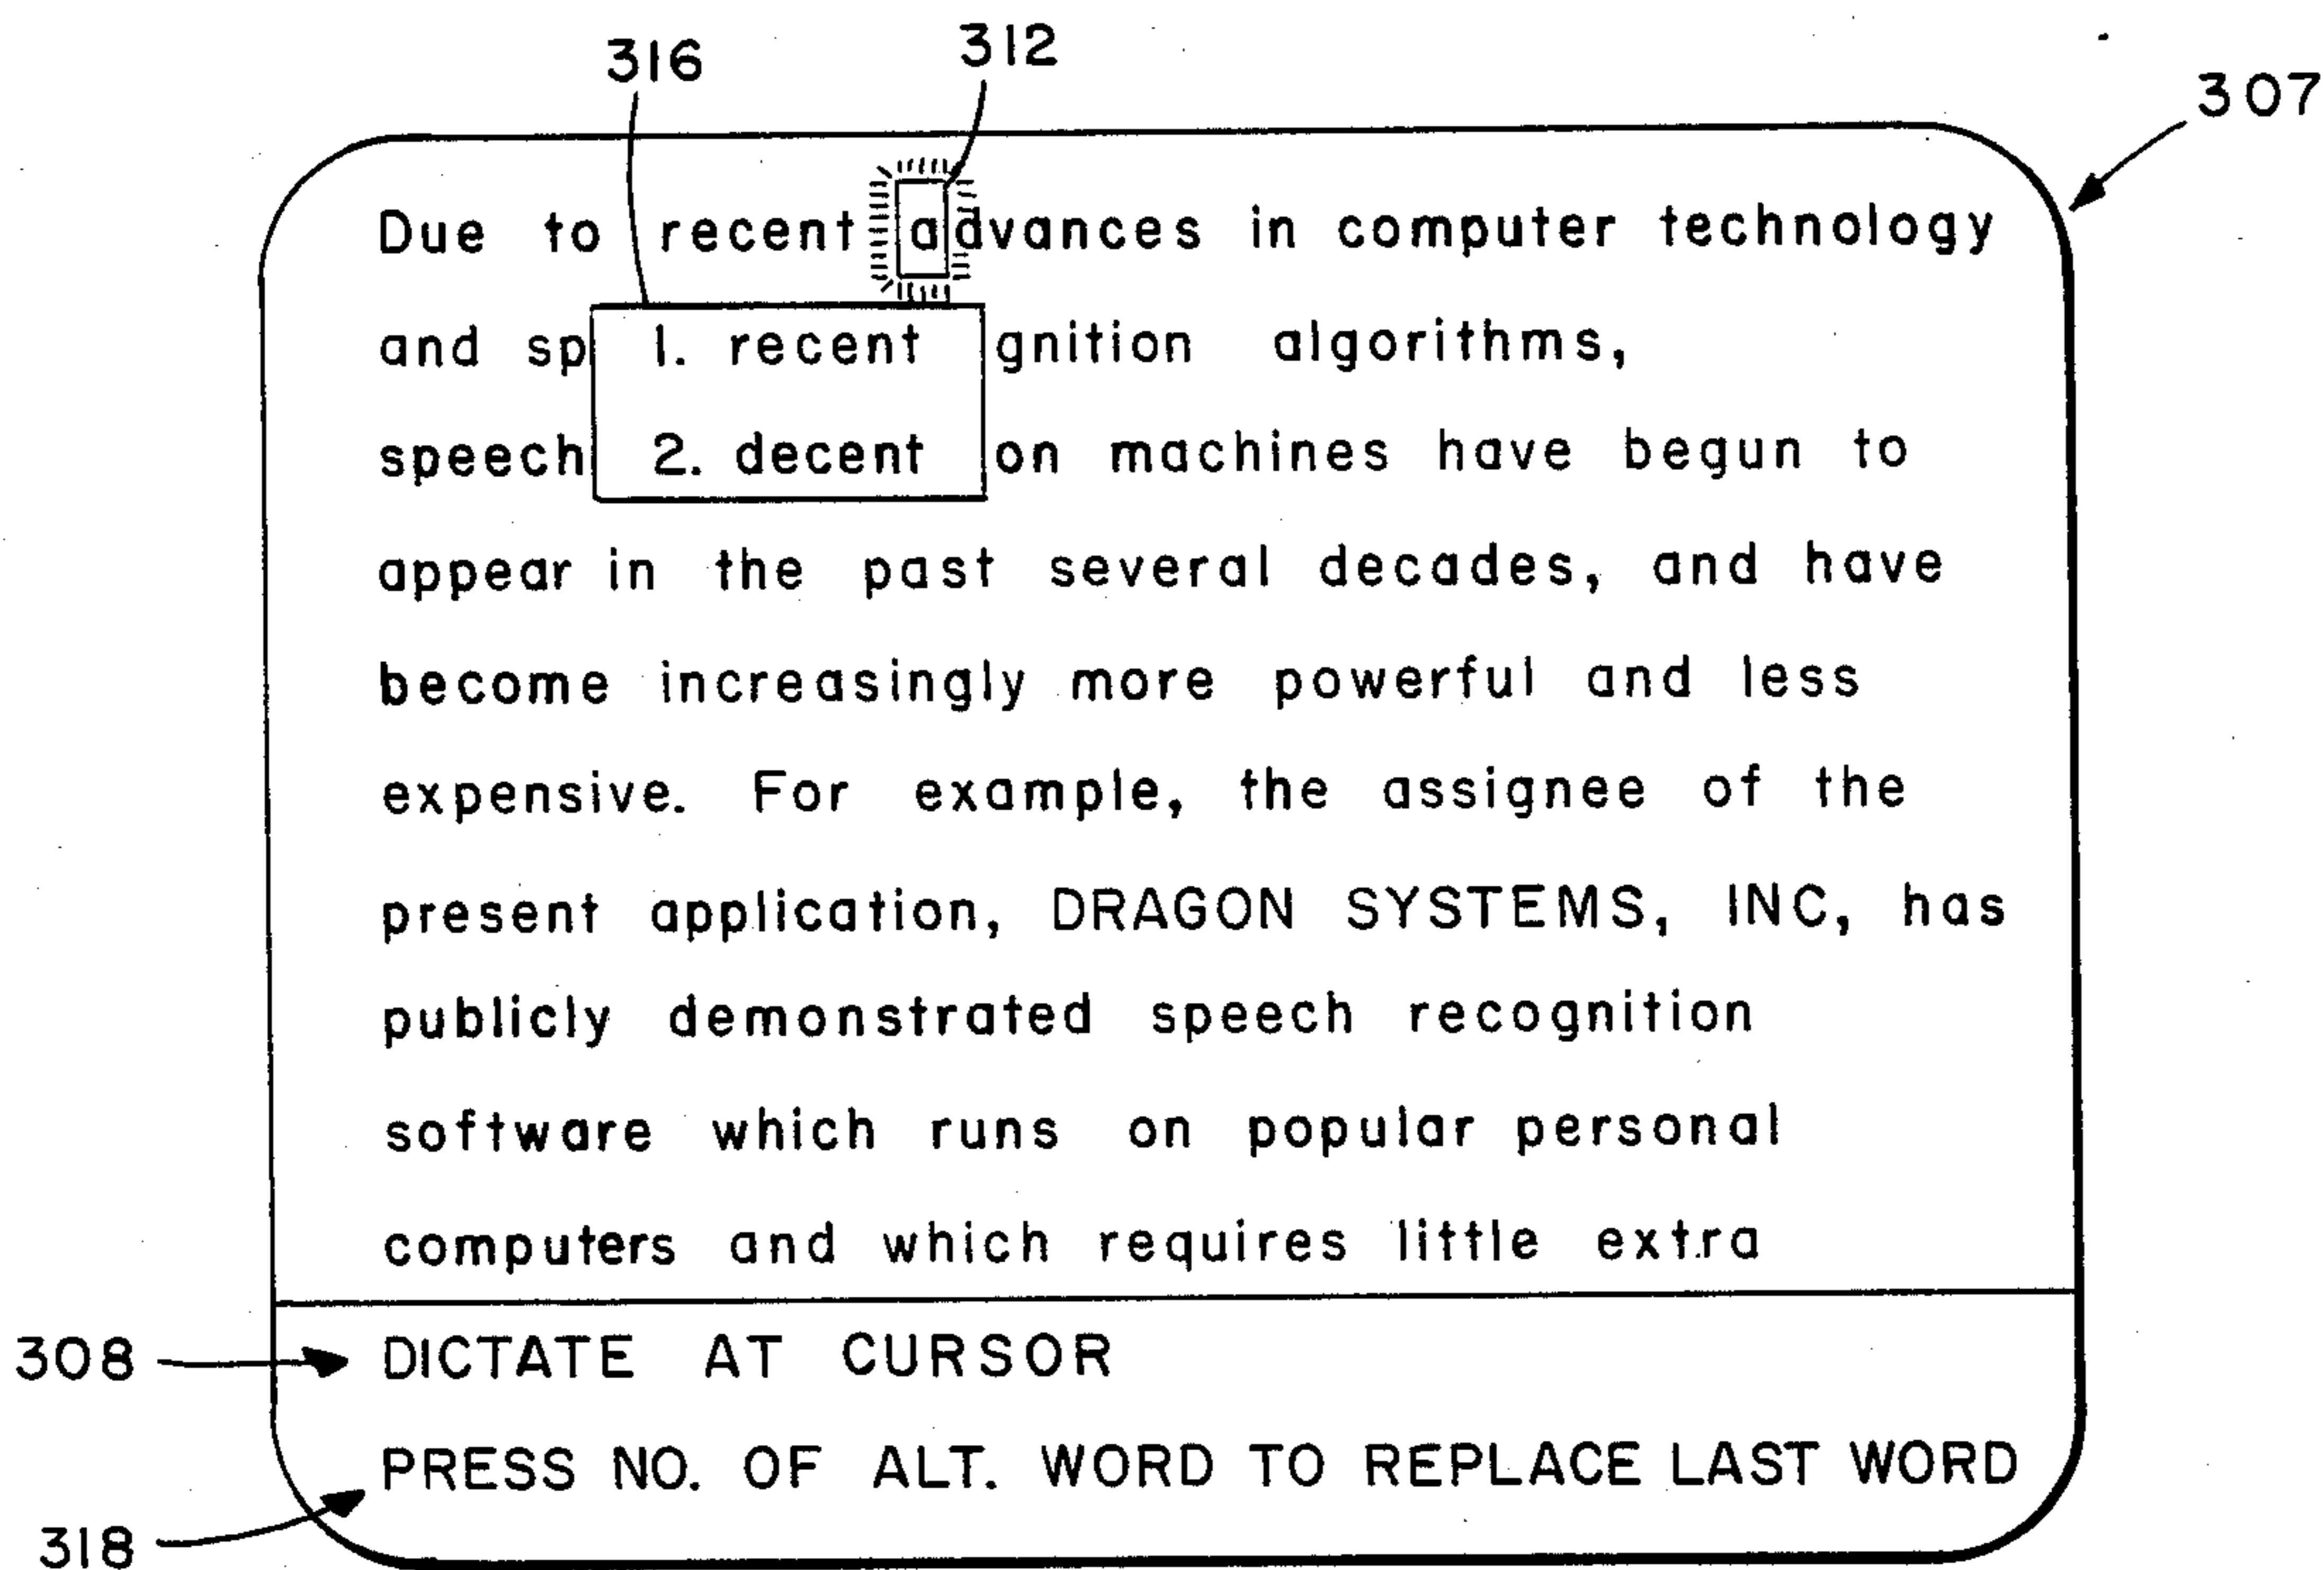 316
312
307
Due to recent advances in computer technology
and sp 1. recent gnition algorithms,
speech 2. decent on machines have begun to
appear in the past several decades, and have
become increasingly more powerful and less
expensive. For example, the assignee of the
present application, DRAGON SYSTEMS, INC, has
publicly demonstrated speech recognition
software which runs on popular personal
computers and which requires little extra
308 DICTATE AT CURSOR
PRESS NO. OF ALT. WORD TO REPLACE LAST WORD
318